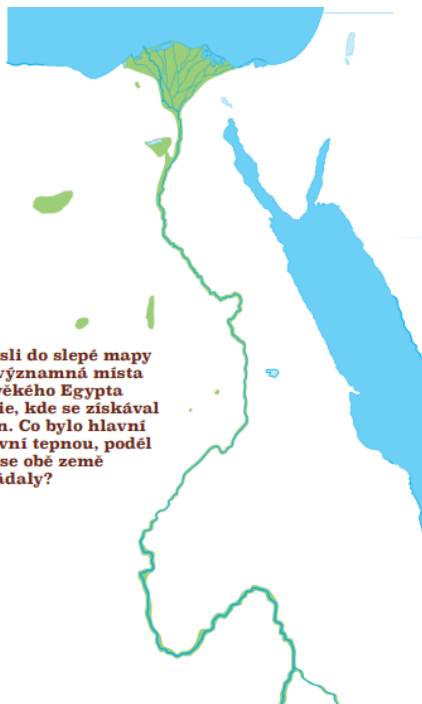 sli do slepé mapy
významná místa
věkého Egypta
ie, kde se získával
n. Co bylo hlavní
vní tepnou, podél
se obě země
ádaly?